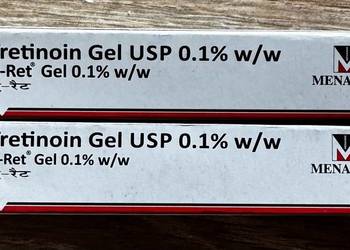 retinoin Gel USP 0.1% w/w
-Ret® Gel 0.1% w/w
-रेट
MENA
retinoin Gel USP 0.1% w/w
-Ret® Gel 0.1% w/w
-रेट
MENA